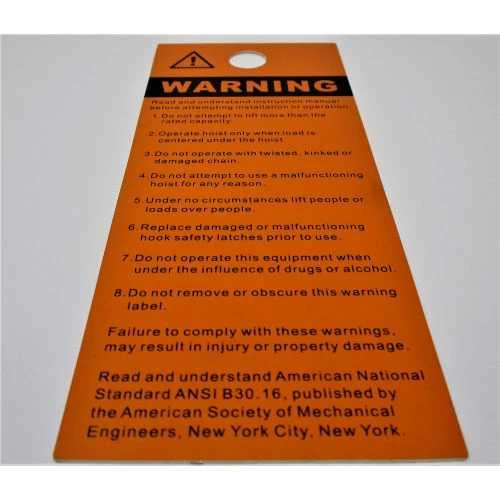 WARNING
Read and understand instruction manual
before attempting installation or operation
1. Do not attempt to lift more than the
rated capacity.
2. Operate hoist only when load is
centered under the hoist
3. Do not operate with twisted, kinked or
damaged chain.
4. Do not attempt to use a malfunctioning
hoist for any reason.
5. Under no circumstances lift people or
loads over people.
6. Replace damaged or malfunctioning
hook safety latches prior to use.
7. Do not operate this equipment when
under the influence of drugs or alcohol.
8. Do not remove or obscure this warning
label.
Failure to comply with these warnings,
may result in injury or property damage.
Read and understand American National
Standard ANSI B30.16, published by
the American Society of Mechanical
Engineers, New York City, New York.